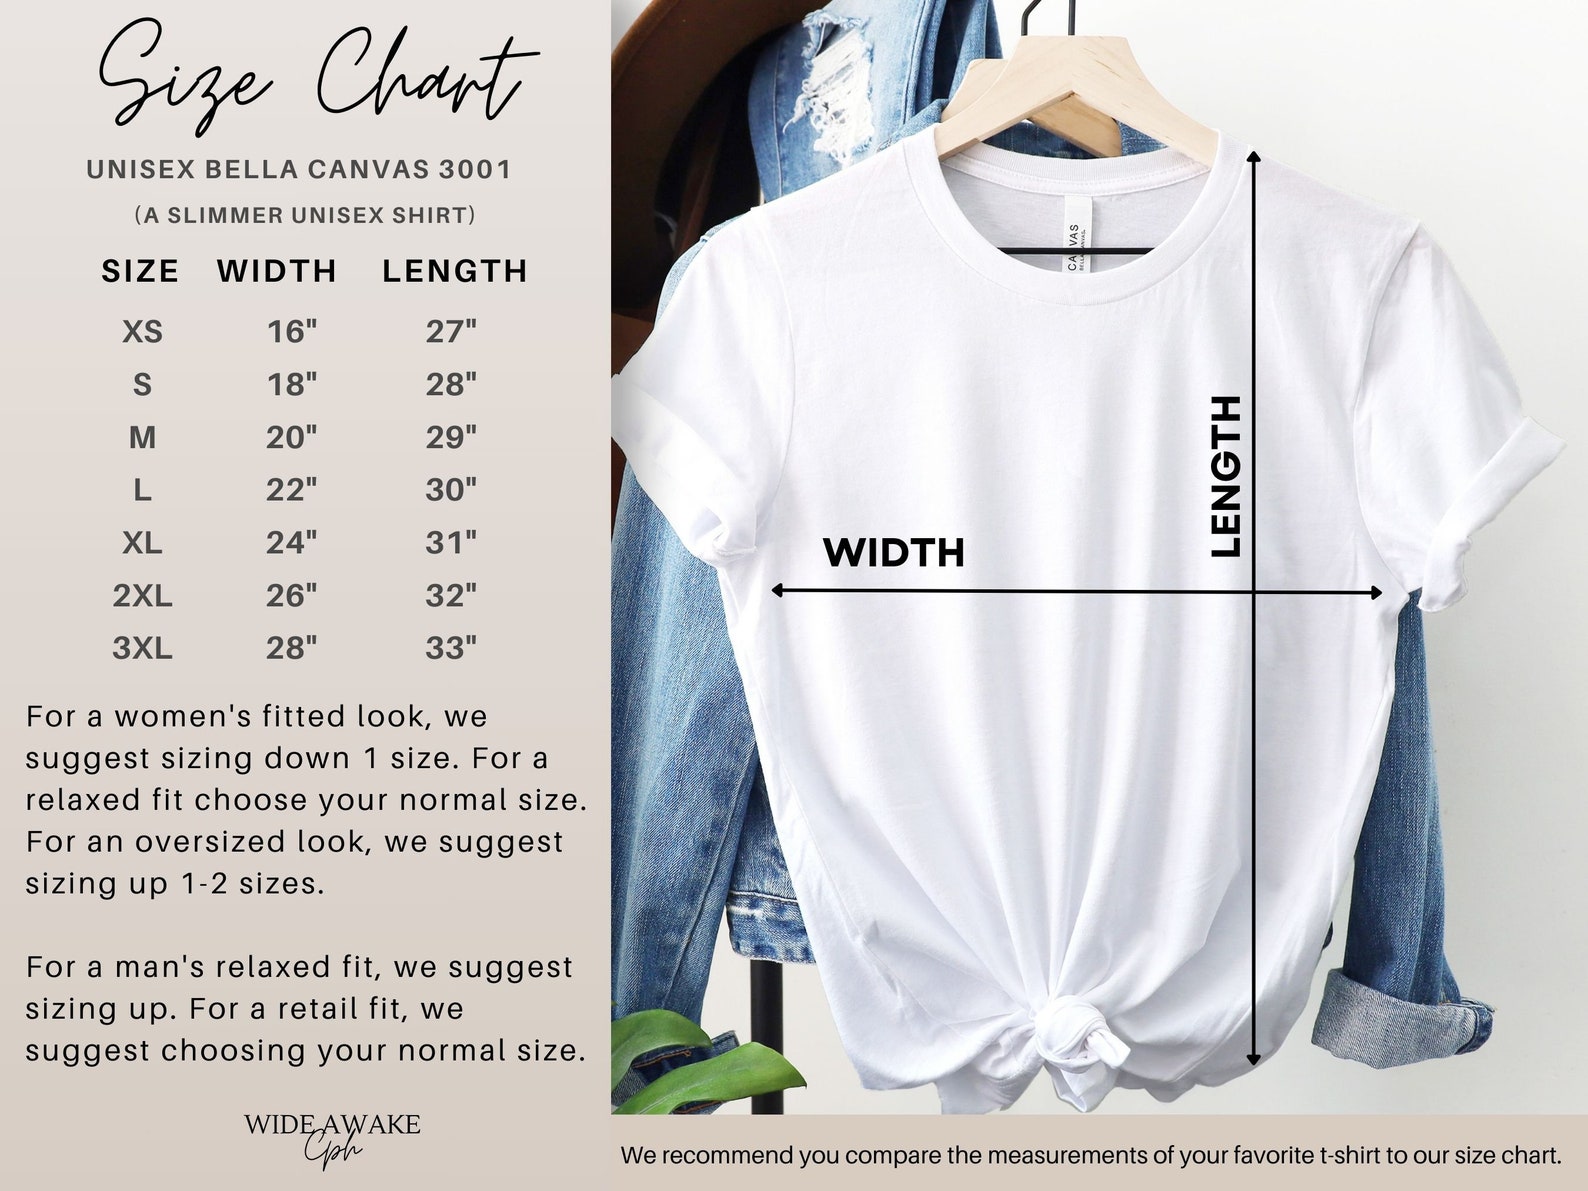 Size Chart
UNISEX BELLA CANVAS 3001
(A SLIMMER UNISEX SHIRT)
SIZE WIDTH LENGTH
XS 16" 27"
S 18" 28"
M 20" 29"
L 22" 30"
XL 24" 31"
2XL 26" 32"
3XL 28" 33"
For a women's fitted look, we
suggest sizing down 1 size. For a
relaxed fit choose your normal size.
For an oversized look, we suggest
sizing up 1-2 sizes.
For a man's relaxed fit, we suggest
sizing up. For a retail fit, we
suggest choosing your normal size.
WIDE AWAKE
Cph
CANVAS
BELLA+CANVAS.
WIDTH
LENGTH
We recommend you compare the measurements of your favorite t-shirt to our size chart.